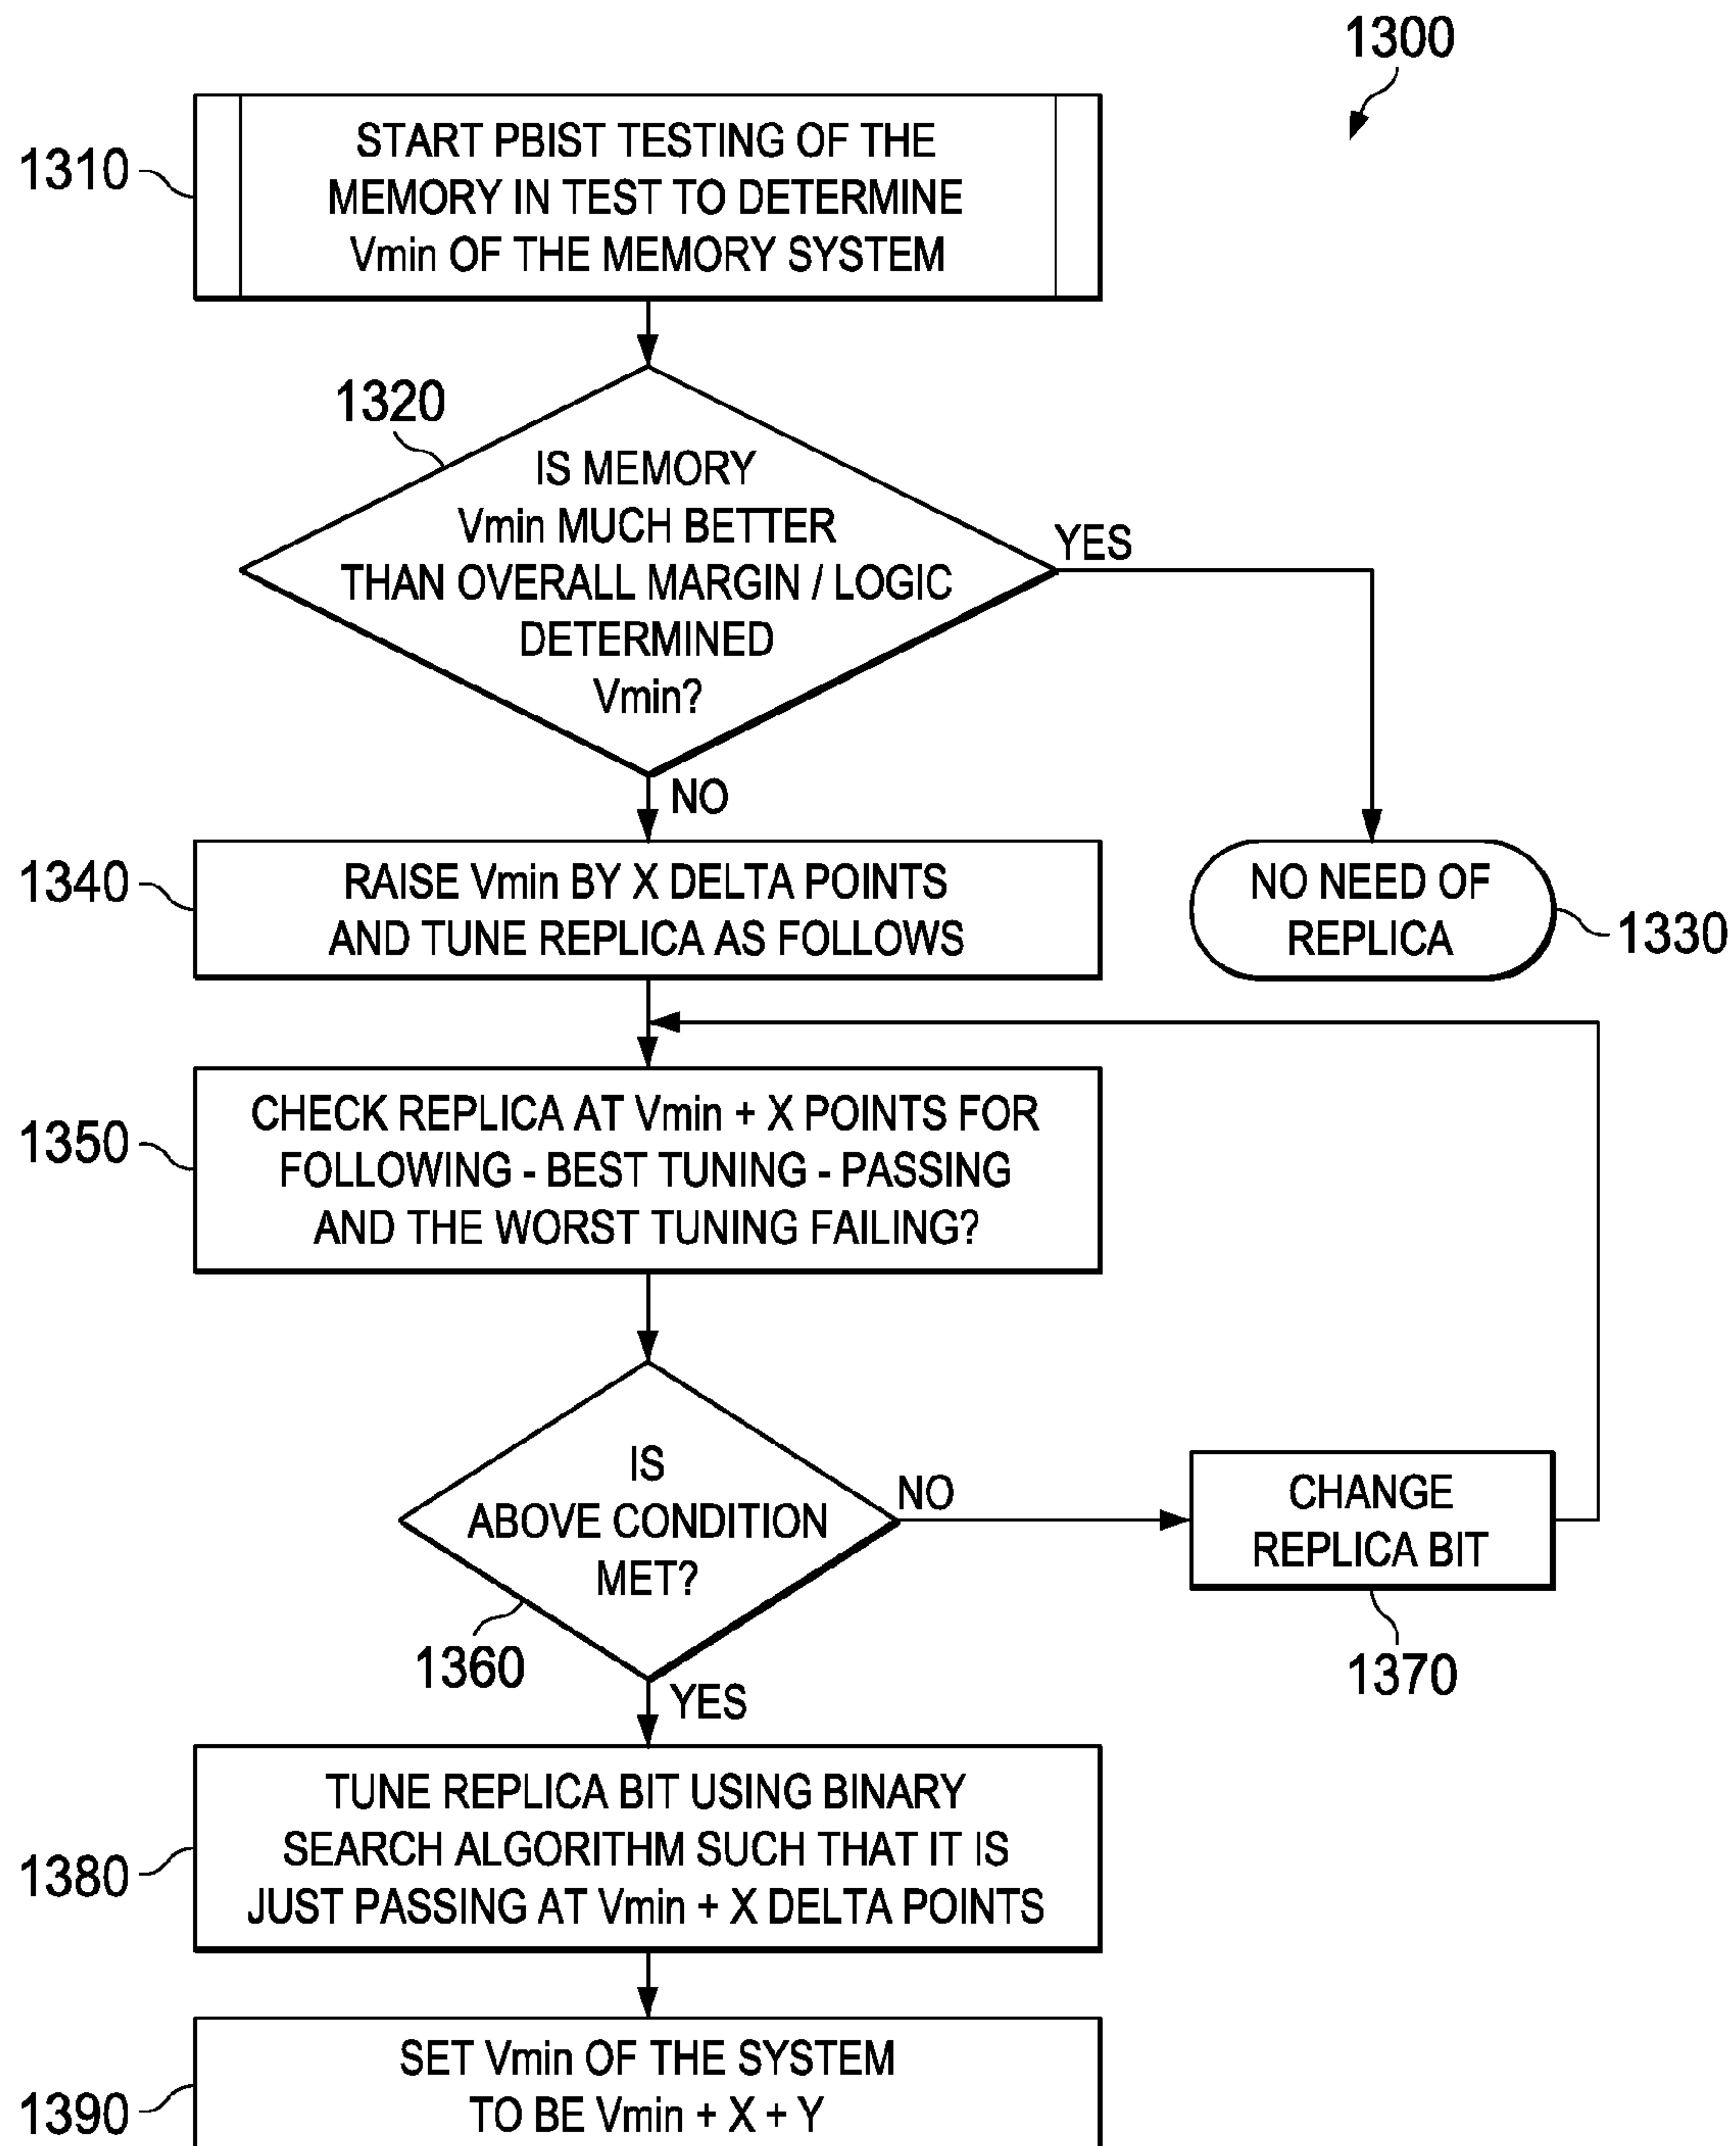 1300
1310
START PBIST TESTING OF THE
MEMORY IN TEST TO DETERMINE
Vmin OF THE MEMORY SYSTEM
1320
IS MEMORY
Vmin MUCH BETTER
THAN OVERALL MARGIN / LOGIC
DETERMINED
Vmin?
YES
NO
1340
RAISE Vmin BY X DELTA POINTS
AND TUNE REPLICA AS FOLLOWS
NO NEED OF
REPLICA
1330
1350
CHECK REPLICA AT Vmin + X POINTS FOR
FOLLOWING - BEST TUNING - PASSING
AND THE WORST TUNING FAILING?
IS
ABOVE CONDITION
MET?
NO
CHANGE
REPLICA BIT
1360
1370
YES
1380
TUNE REPLICA BIT USING BINARY
SEARCH ALGORITHM SUCH THAT IT IS
JUST PASSING AT Vmin + X DELTA POINTS
1390
SET Vmin OF THE SYSTEM
TO BE Vmin + X + Y